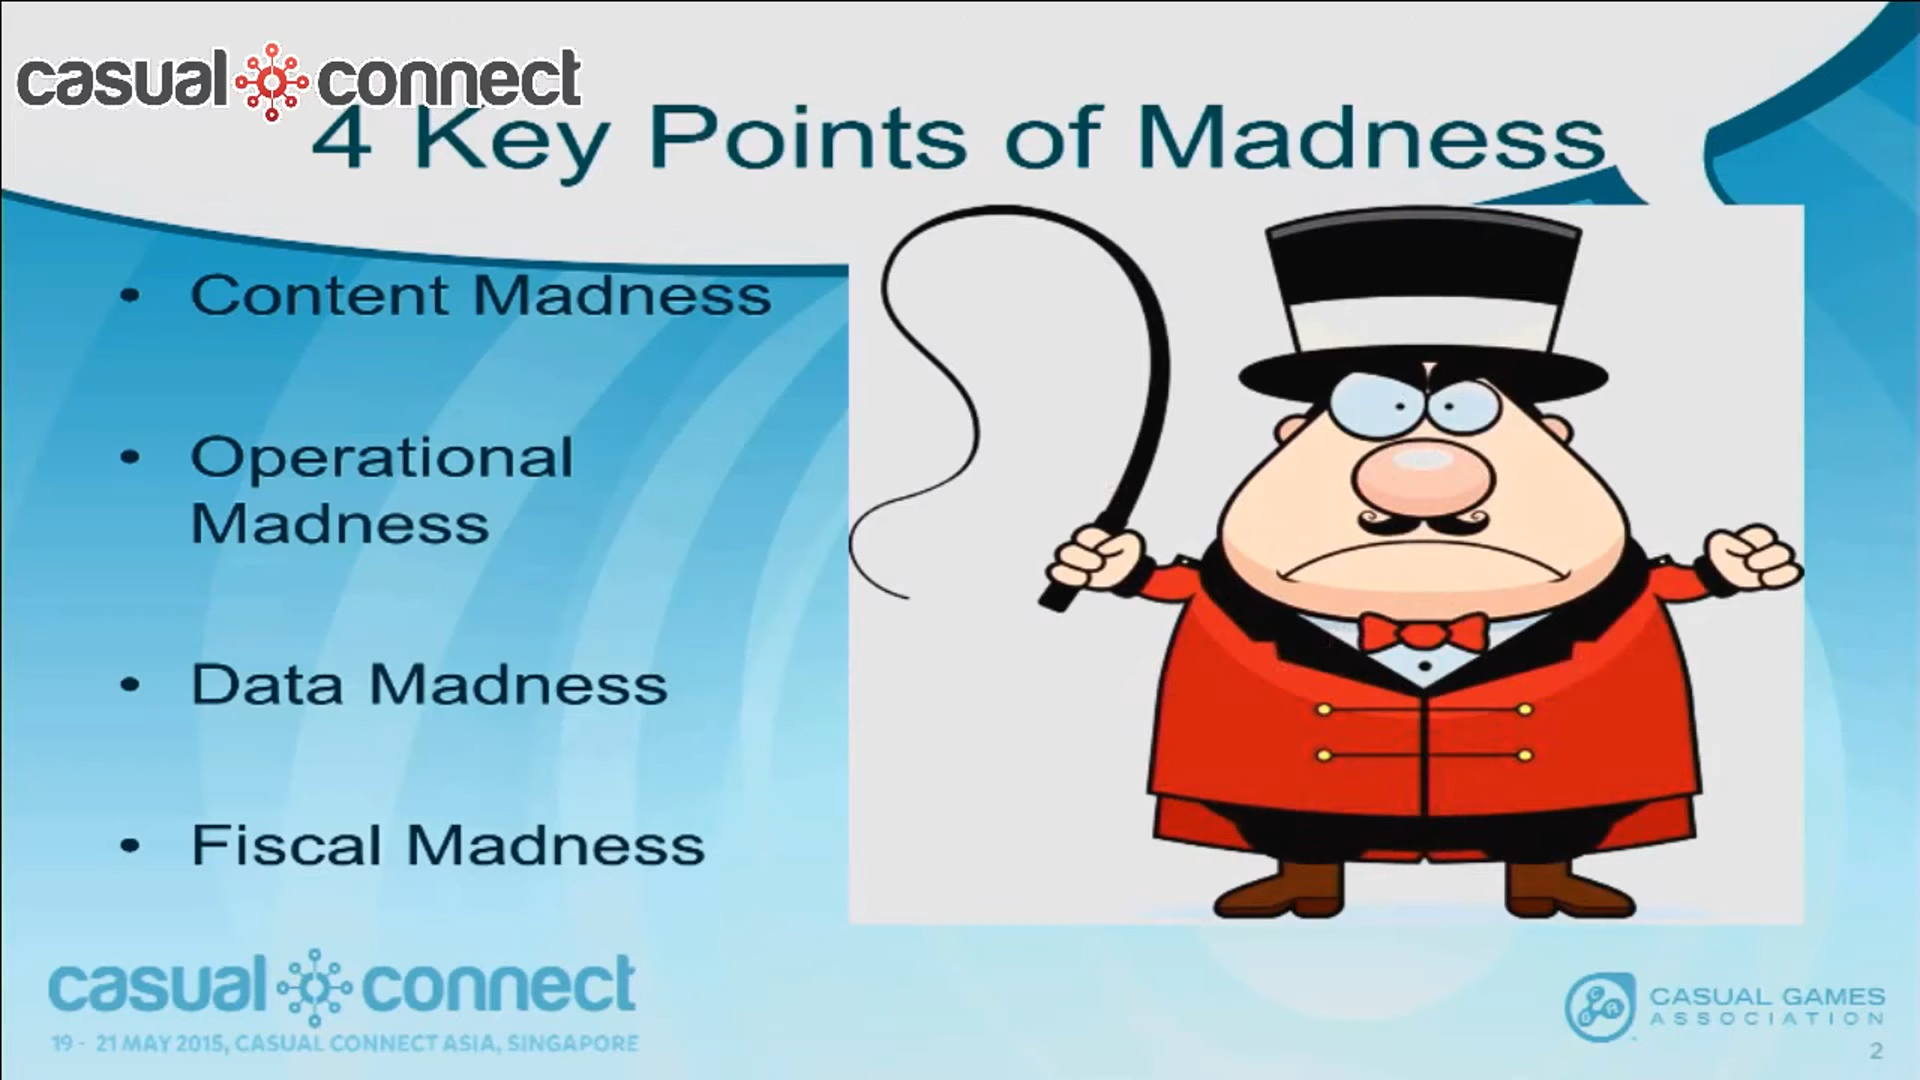 casual connect
4 Key Points of Madness
• Content Madness
• Operational
Madness
• Data Madness
• Fiscal Madness
casual connect
19 - 21 MAY 2015, CASUAL CONNECT ASIA, SINGAPORE
CASUAL GAMES
ASSOCIATION
2